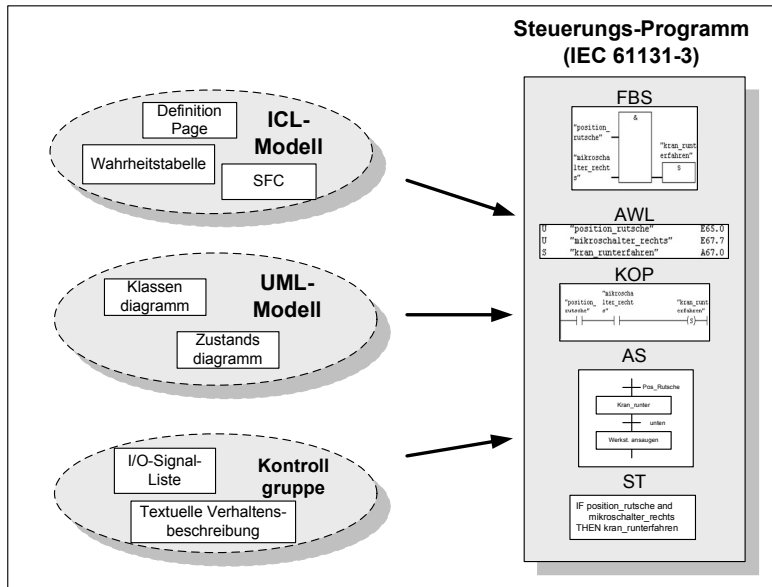 Steuerungs-Programm
(IEC 61131-3)
Definition
Page
ICL-
Modell
Wahrheitstabelle
SFC
Klassen
diagramm
UML-
Modell
Zustands
diagramm
I/O-Signal-
Liste
Kontroll
gruppe
Textuelle Verhaltens-
beschreibung
FBS
&
"position_
rutsche"
"mikroscha
lter_recht
s"
"kran_runt
erfahren"
S
AWL
U "position_rutsche" E65.0
U "mikroschalter_rechts" E67.7
S "kran_runterfahren" A67.0
KOP
"position_
rutsche"
"mikroscha
lter_recht
s"
"kran_runt
erfahren"
(S)
AS
Pos_Rutsche
Kran_runter
unten
Werkst. ansaugen
ST
IF position_rutsche and
mikroschalter_rechts
THEN kran_runterfahren